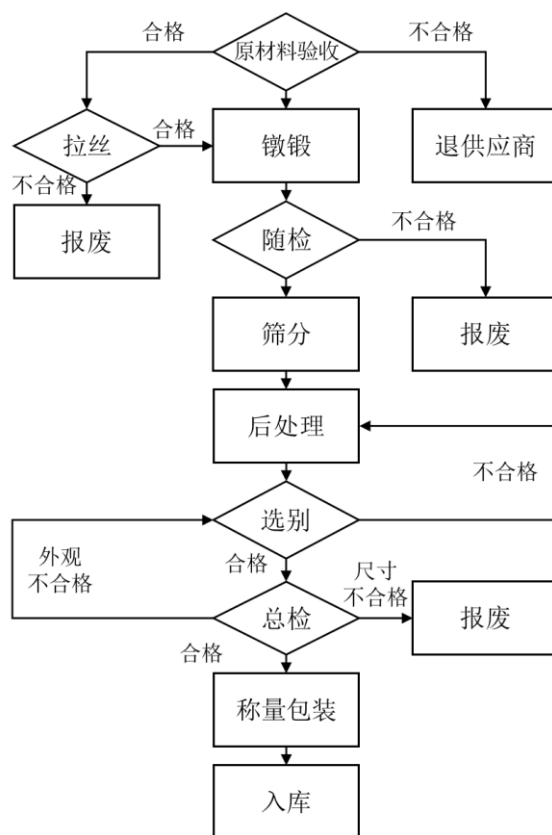 合格
原材料验收
不合格
拉丝
合格
镦锻
退供应商
不合格
报废
随检
不合格
筛分
报废
后处理
不合格
选别
外观
不合格
合格
尺寸
不合格
总检
报废
合格
称量包装
入库